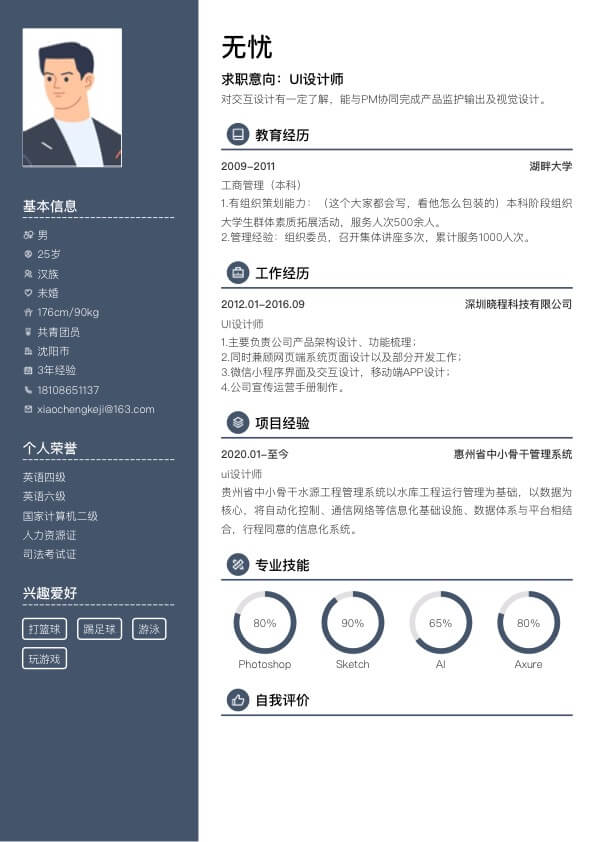 基本信息
男
25岁
汉族
未婚
176cm/90kg
共青团员
沈阳市
3年经验
18108651137
xiaochengkeji@163.com
个人荣誉
英语四级
英语六级
国家计算机二级
人力资源证
司法考试证
兴趣爱好
打篮球 踢足球 游泳
玩游戏
无忧
求职意向：UI设计师
对交互设计有一定了解，能与PM协同完成产品监护输出及视觉设计。
教育经历
2009-2011 湖畔大学
工商管理（本科）
1.有组织策划能力：（这个大家都会写，看他怎么包装的）本科阶段组织
大学生群体素质拓展活动，服务人次500余人。
2.管理经验：组织委员，召开集体讲座多次，累计服务1000人次。
工作经历
2012.01-2016.09 深圳晓程科技有限公司
UI设计师
1.主要负责公司产品架构设计、功能梳理；
2.同时兼顾网页端系统页面设计以及部分开发工作；
3.微信小程序界面及交互设计，移动端APP设计；
4.公司宣传运营手册制作。
项目经验
2020.01-至今 惠州省中小骨干管理系统
ui设计师
贵州省中小骨干水源工程管理系统以水库工程运行管理为基础，以数据为
核心，将自动化控制、通信网络等信息化基础设施、数据体系与平台相结
合，行程同意的信息化系统。
专业技能
80% 90% 65% 80%
Photoshop Sketch AI Axure
自我评价